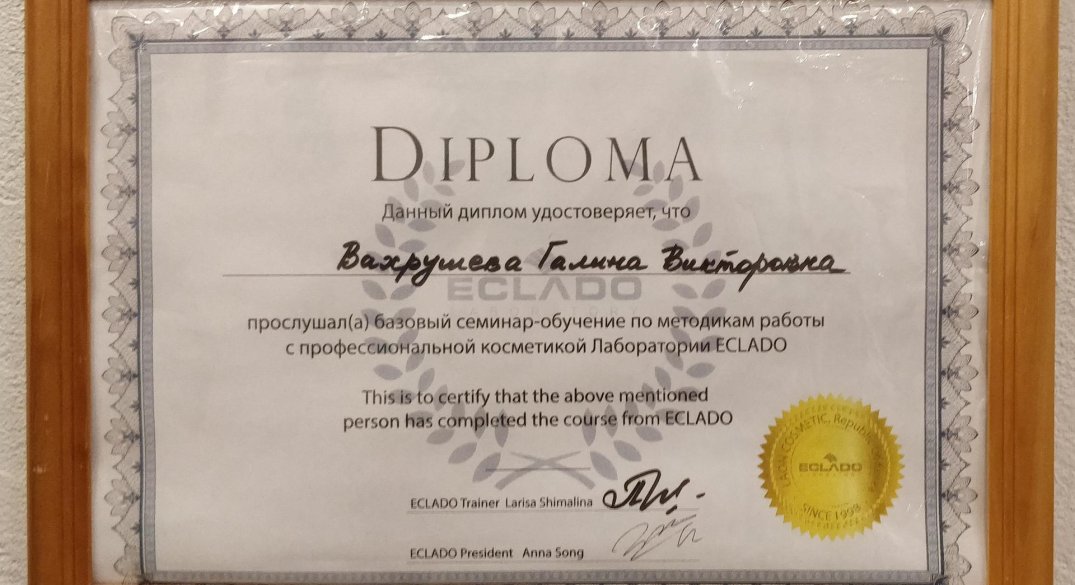 DIPLOMA
Данный диплом удостоверяет, что
Вахрушева Галина Викторовна
ECLADO
прослушал(а) базовый семинар-обучение по методикам работы
с профессиональной косметикой Лаборатории ECLADO
This is to certify that the above mentioned
person has completed the course from ECLADO
ECLADO Trainer Larisa Shimalina
ECLADO President Anna Song
COSMETIC, Republic
ECLADO
SINCE 1998